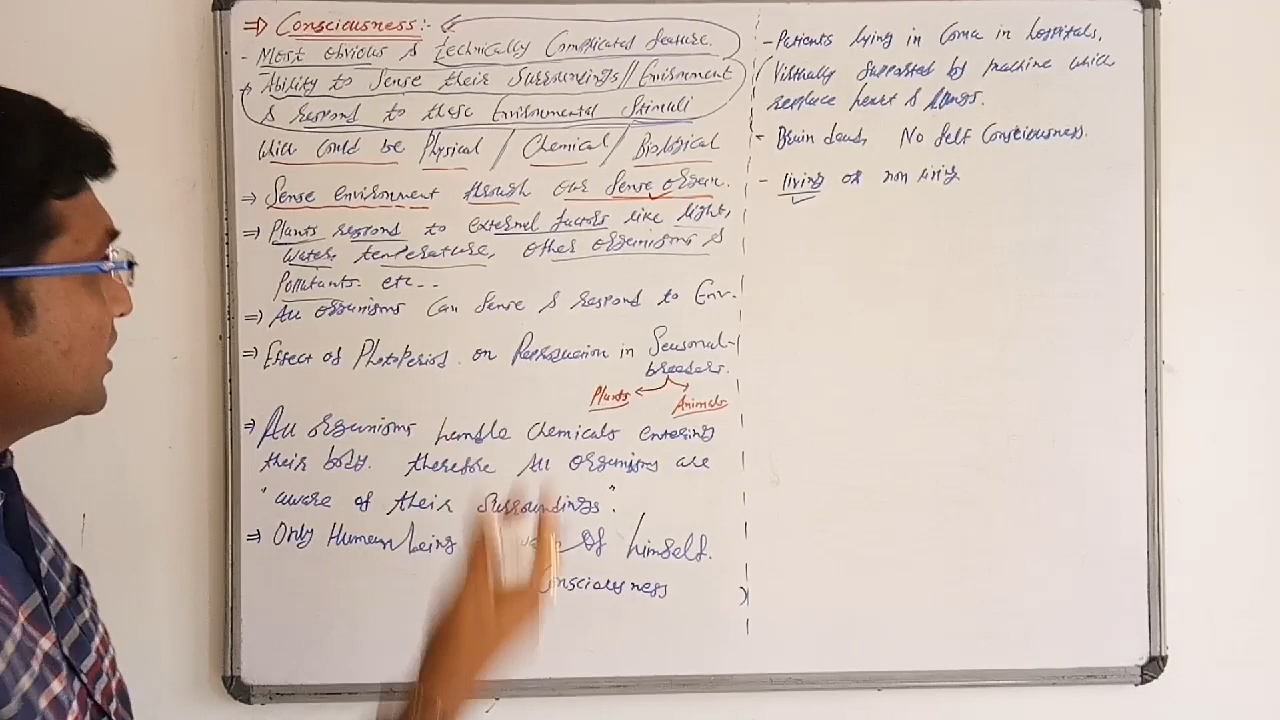 ⇒ Consciousness:-
- Most obvious & technically Complicated feature.
→ Ability to Sense their Surroundings // Environment
& respond to these Environmental Stimuli
which could be Physical / Chemical / Biological
⇒ Sense environment through our Sense organ.
⇒ Plants respond to external factors like light,
water, temperature, other organisms &
Pollutants. etc--
⇒ All organisms Can Sense & respond to Env.
⇒ Effect of Photoperiod on Reproduction in Seasonal
breeders.
Plants Animals
⇒ All organisms handle Chemicals entering
their body. therefore All organisms are
"aware of their Surroundings".
⇒ Only Human being of himself.
- Patients lying in Coma in hospitals,
Virtually supported by machine which
replace heart & lungs.
- Brain dead, No Self Consciousness.
- living or non living